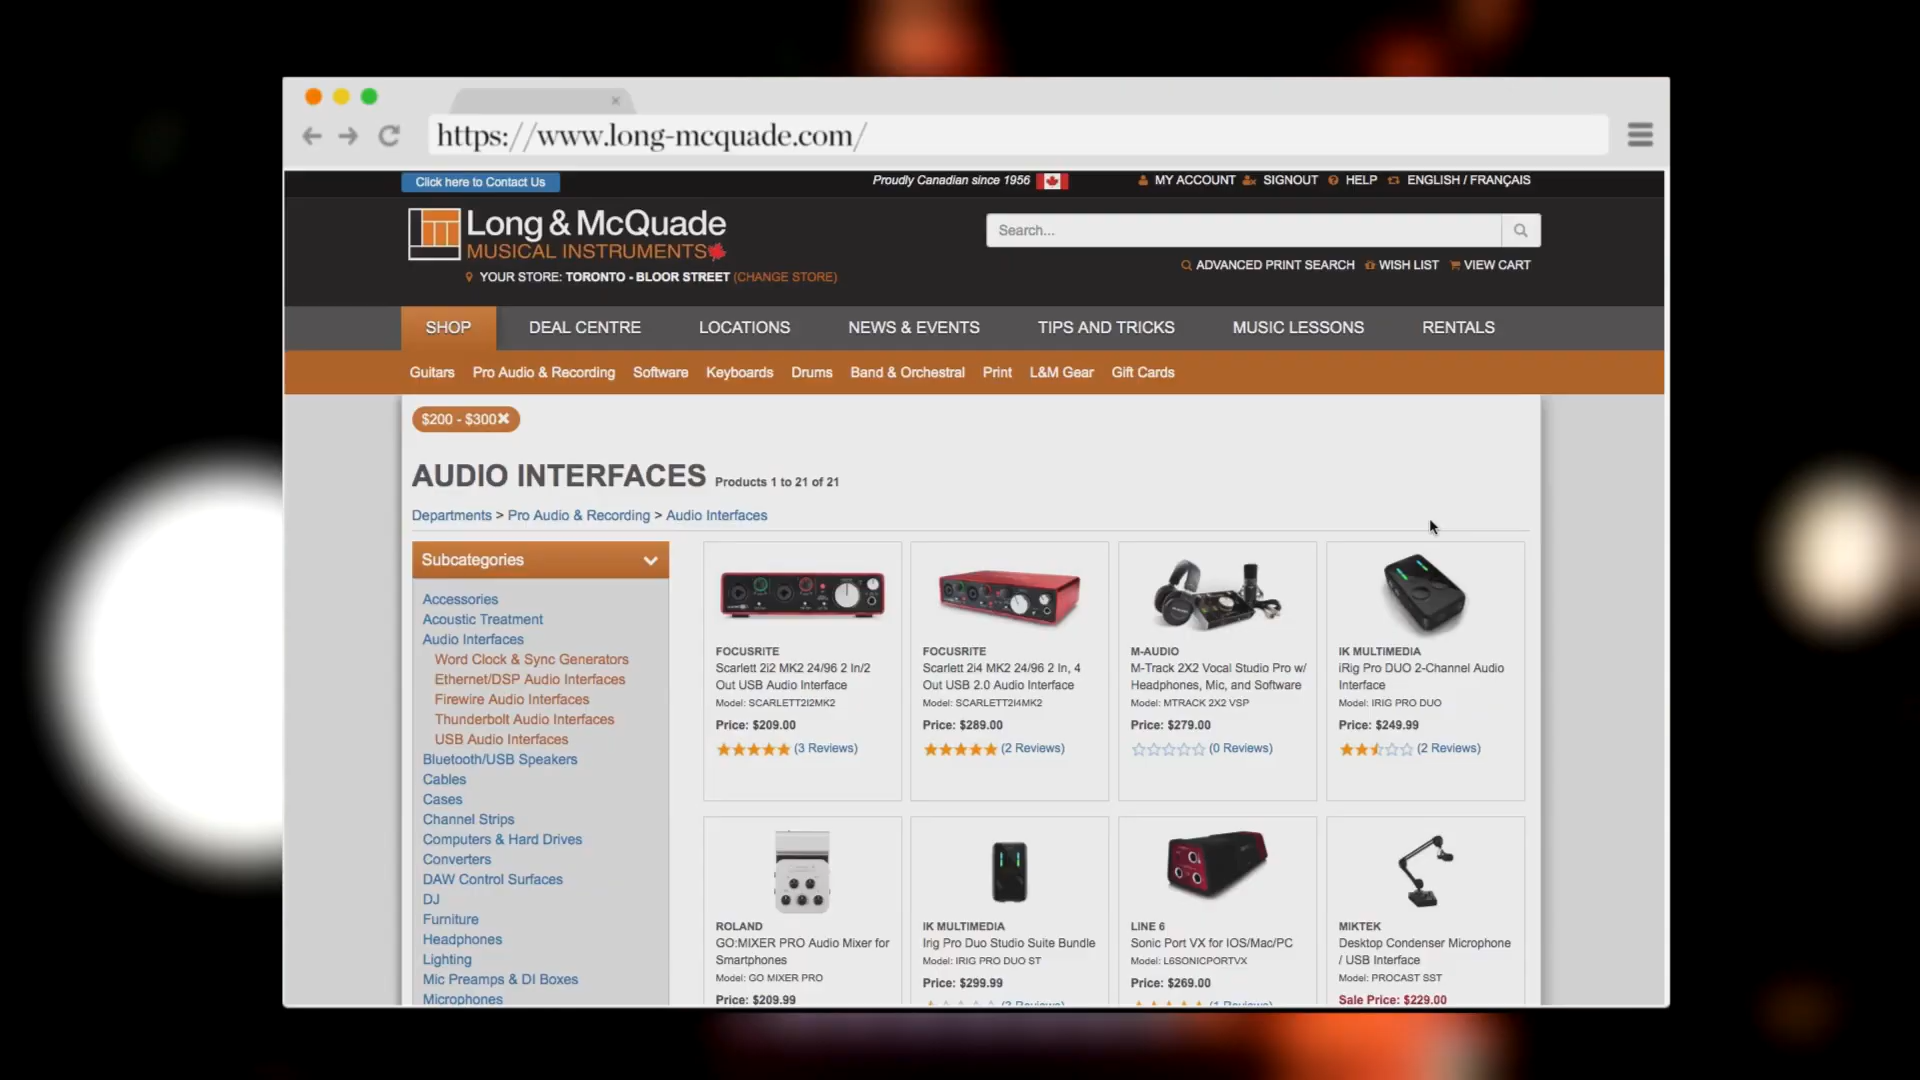 https://www.long-mcquade.com/
Click here to Contact Us
Proudly Canadian since 1956
MY ACCOUNT SIGNOUT HELP ENGLISH / FRANÇAIS
Long & McQuade
MUSICAL INSTRUMENTS
Search...
YOUR STORE: TORONTO - BLOOR STREET (CHANGE STORE)
ADVANCED PRINT SEARCH WISH LIST VIEW CART
SHOP DEAL CENTRE LOCATIONS NEWS & EVENTS TIPS AND TRICKS MUSIC LESSONS RENTALS
Guitars Pro Audio & Recording Software Keyboards Drums Band & Orchestral Print L&M Gear Gift Cards
$200 - $300
AUDIO INTERFACES Products 1 to 21 of 21
Departments > Pro Audio & Recording > Audio Interfaces
Subcategories
Accessories
Acoustic Treatment
Audio Interfaces
Word Clock & Sync Generators
Ethernet/DSP Audio Interfaces
Firewire Audio Interfaces
Thunderbolt Audio Interfaces
USB Audio Interfaces
Bluetooth/USB Speakers
Cables
Cases
Channel Strips
Computers & Hard Drives
Converters
DAW Control Surfaces
DJ
Furniture
Headphones
Lighting
Mic Preamps & DI Boxes
Microphones
FOCUSRITE
Scarlett 2i2 MK2 24/96 2 In/2
Out USB Audio Interface
Model: SCARLETT2I2MK2
Price: $209.00
(3 Reviews)
FOCUSRITE
Scarlett 2i4 MK2 24/96 2 In, 4
Out USB 2.0 Audio Interface
Model: SCARLETT2I4MK2
Price: $289.00
(2 Reviews)
M-AUDIO
M-Track 2X2 Vocal Studio Pro w/
Headphones, Mic, and Software
Model: MTRACK 2X2 VSP
Price: $279.00
(0 Reviews)
IK MULTIMEDIA
iRig Pro DUO 2-Channel Audio
Interface
Model: IRIG PRO DUO
Price: $249.99
(2 Reviews)
ROLAND
GO:MIXER PRO Audio Mixer for
Smartphones
Model: GO MIXER PRO
Price: $209.99
IK MULTIMEDIA
Irig Pro Duo Studio Suite Bundle
Model: IRIG PRO DUO ST
Price: $299.99
LINE 6
Sonic Port VX for IOS/Mac/PC
Model: L6SONICPORTVX
Price: $269.00
MIKTEK
Desktop Condenser Microphone
/ USB Interface
Model: PROCAST SST
Sale Price: $229.00